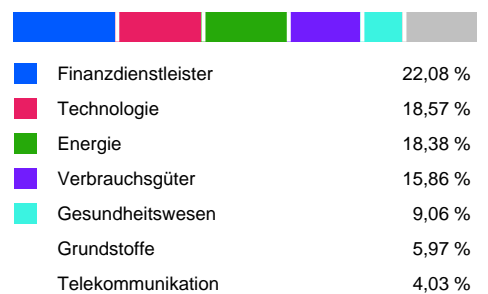 Finanzdienstleister 22,08 %
Technologie 18,57 %
Energie 18,38 %
Verbrauchsgüter 15,86 %
Gesundheitswesen 9,06 %
Grundstoffe 5,97 %
Telekommunikation 4,03 %